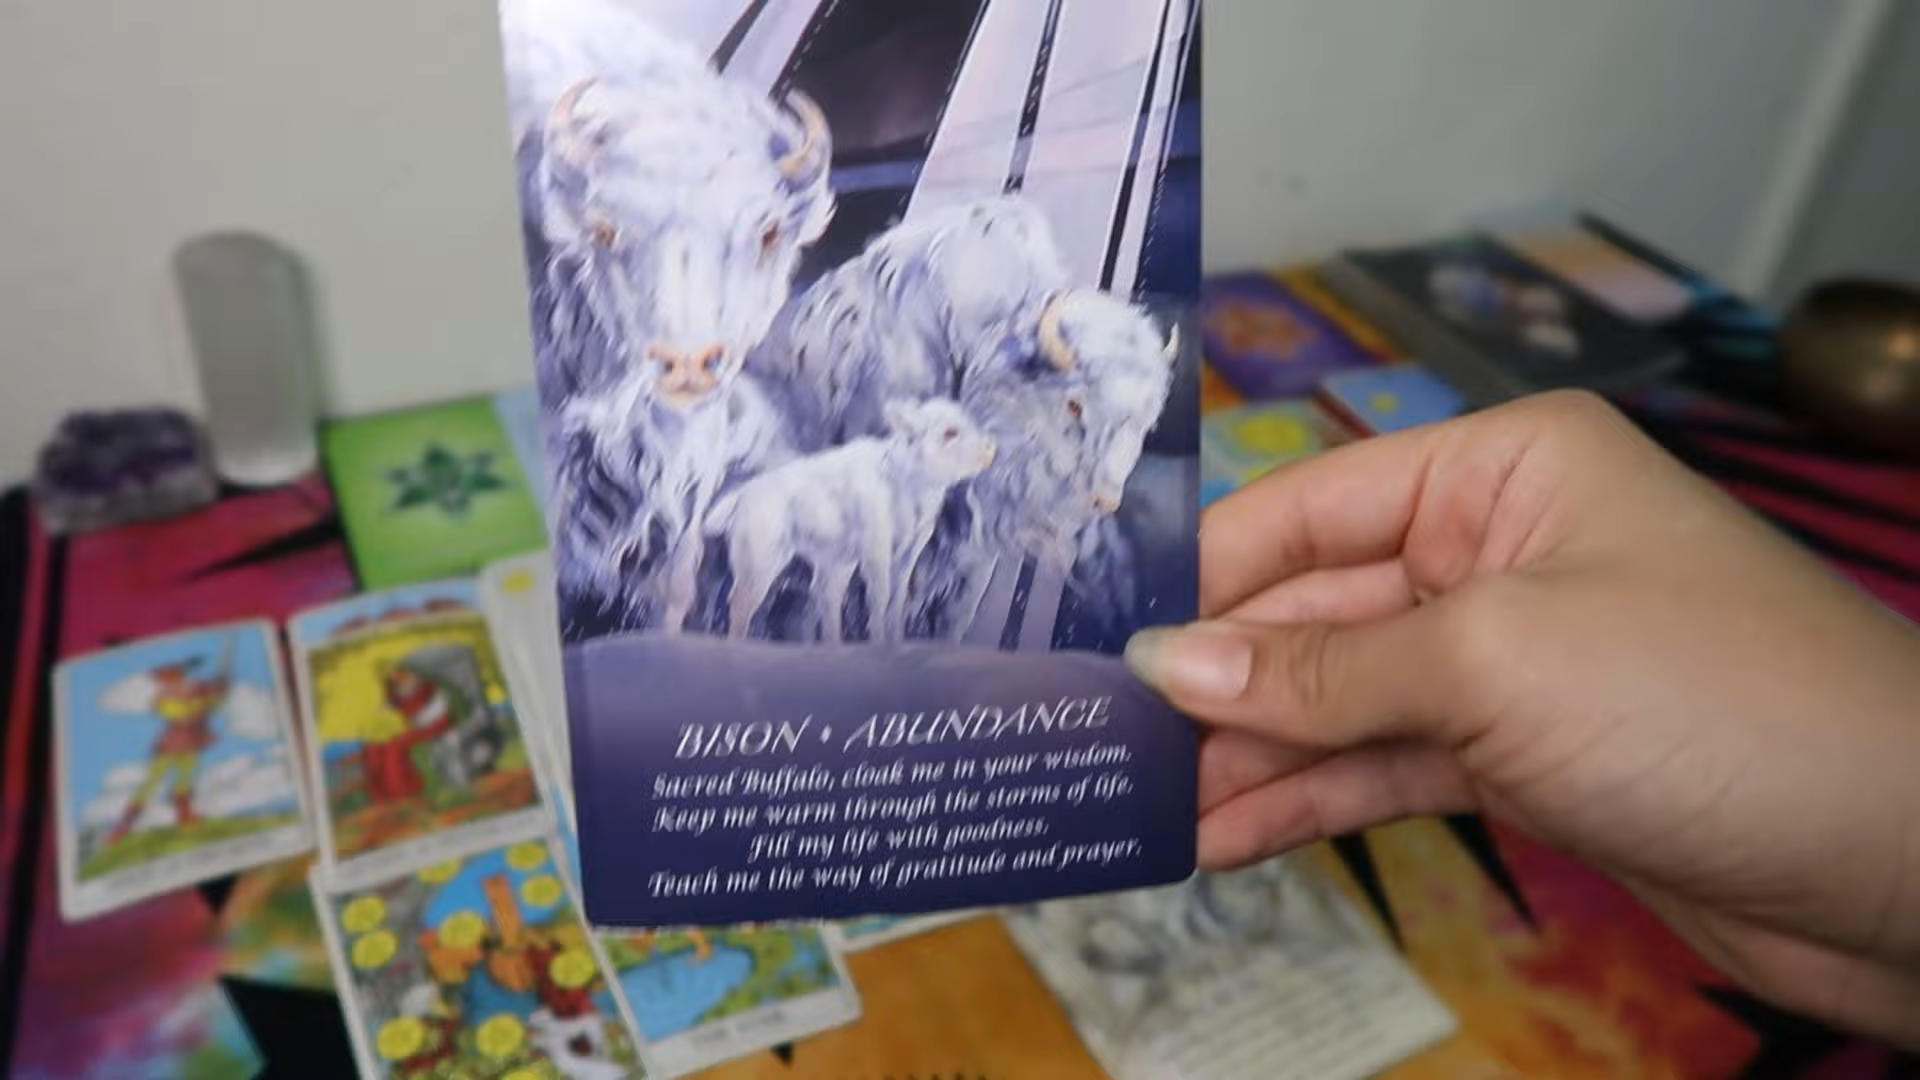 BISON • ABUNDANCE
Sacred Buffalo, cloak me in your wisdom.
Keep me warm through the storms of life.
Fill my life with goodness.
Teach me the way of gratitude and prayer.